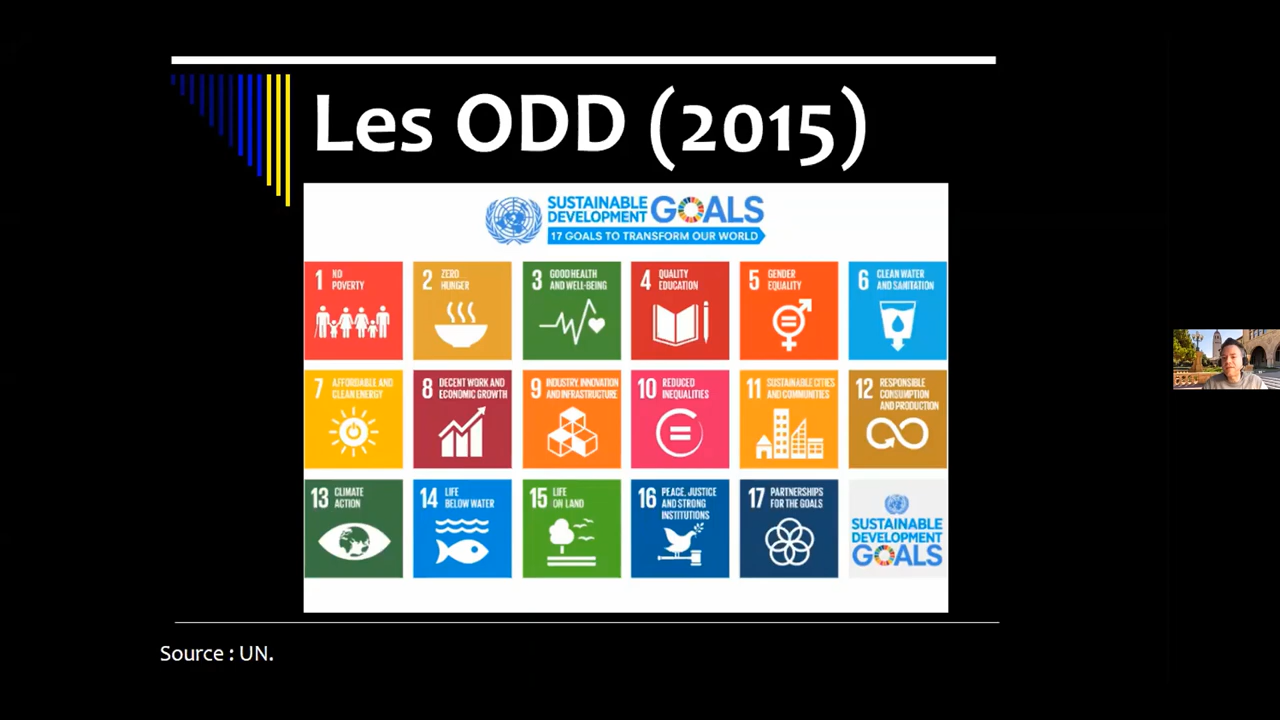 Les ODD (2015)
SUSTAINABLE
DEVELOPMENT
GOALS
17 GOALS TO TRANSFORM OUR WORLD
1 NO
POVERTY
2 ZERO
HUNGER
3 GOOD HEALTH
AND WELL-BEING
4 QUALITY
EDUCATION
5 GENDER
EQUALITY
6 CLEAN WATER
AND SANITATION
7 AFFORDABLE AND
CLEAN ENERGY
8 DECENT WORK AND
ECONOMIC GROWTH
9 INDUSTRY, INNOVATION
AND INFRASTRUCTURE
10 REDUCED
INEQUALITIES
11 SUSTAINABLE CITIES
AND COMMUNITIES
12 RESPONSIBLE
CONSUMPTION
AND PRODUCTION
13 CLIMATE
ACTION
14 LIFE
BELOW WATER
15 LIFE
ON LAND
16 PEACE, JUSTICE
AND STRONG
INSTITUTIONS
17 PARTNERSHIPS
FOR THE GOALS
SUSTAINABLE
DEVELOPMENT
GOALS
Source : UN.